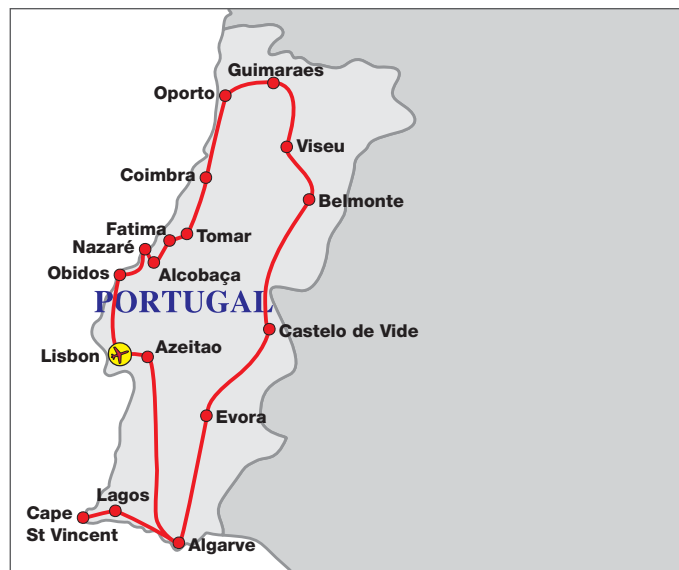 Guimaraes
Oporto
Viseu
Coimbra
Belmonte
Fatima
Tomar
Nazaré
Alcobaça
Obidos
PORTUGAL
Castelo de Vide
Lisbon
Azeitao
Evora
Lagos
Cape
St Vincent
Algarve